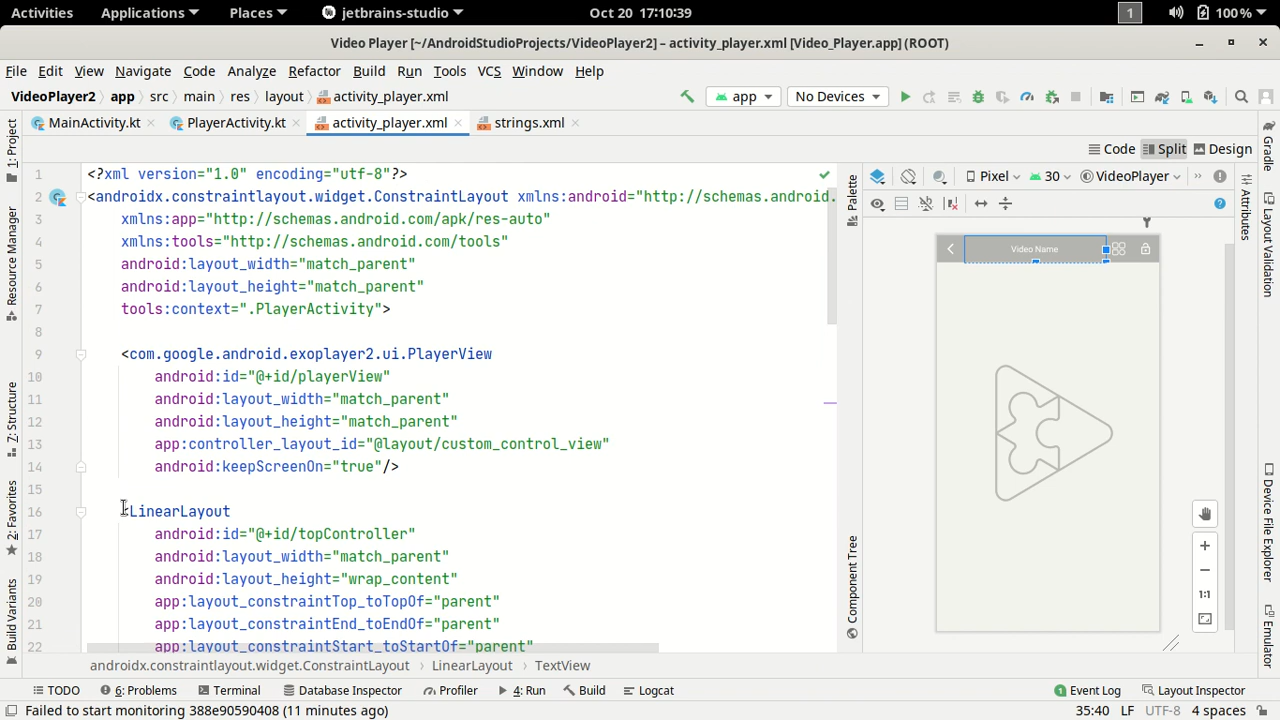 Activities Applications Places jetbrains-studio Oct 20 17:10:39 1 100%
Video Player [~/AndroidStudioProjects/VideoPlayer2] – activity_player.xml [Video_Player.app] (ROOT)
File Edit View Navigate Code Analyze Refactor Build Run Tools VCS Window Help
VideoPlayer2 app src main res layout activity_player.xml app No Devices
MainActivity.kt PlayerActivity.kt activity_player.xml strings.xml
Code Split Design
Pixel 30 VideoPlayer
1 <?xml version="1.0" encoding="utf-8"?>
2 <androidx.constraintlayout.widget.ConstraintLayout xmlns:android="http://schemas.android.
3 xmlns:app="http://schemas.android.com/apk/res-auto"
4 xmlns:tools="http://schemas.android.com/tools"
5 android:layout_width="match_parent"
6 android:layout_height="match_parent"
7 tools:context=".PlayerActivity">
8
9 <com.google.android.exoplayer2.ui.PlayerView
10 android:id="@+id/playerView"
11 android:layout_width="match_parent"
12 android:layout_height="match_parent"
13 app:controller_layout_id="@layout/custom_control_view"
14 android:keepScreenOn="true"/>
15
16 <LinearLayout
17 android:id="@+id/topController"
18 android:layout_width="match_parent"
19 android:layout_height="wrap_content"
20 app:layout_constraintTop_toTopOf="parent"
21 app:layout_constraintEnd_toEndOf="parent"
22 app:layout_constraintStart_toStartOf="parent"
Video Name
1:1
1: Project
Resource Manager
7: Structure
2: Favorites
Build Variants
Palette
Component Tree
Attributes
Gradle
Layout Validation
Device File Explorer
Emulator
androidx.constraintlayout.widget.ConstraintLayout LinearLayout TextView
TODO 6: Problems Terminal Database Inspector Profiler 4: Run Build Logcat 1 Event Log Layout Inspector
Failed to start monitoring 388e90590408 (11 minutes ago) 35:40 LF UTF-8 4 spaces